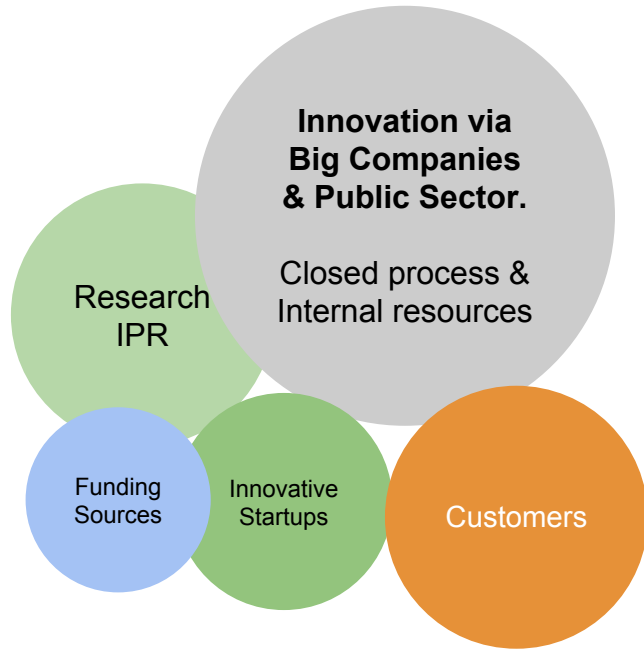 Innovation via
Big Companies
& Public Sector.
Closed process &
Internal resources
Research
IPR
Funding
Sources
Innovative
Startups
Customers